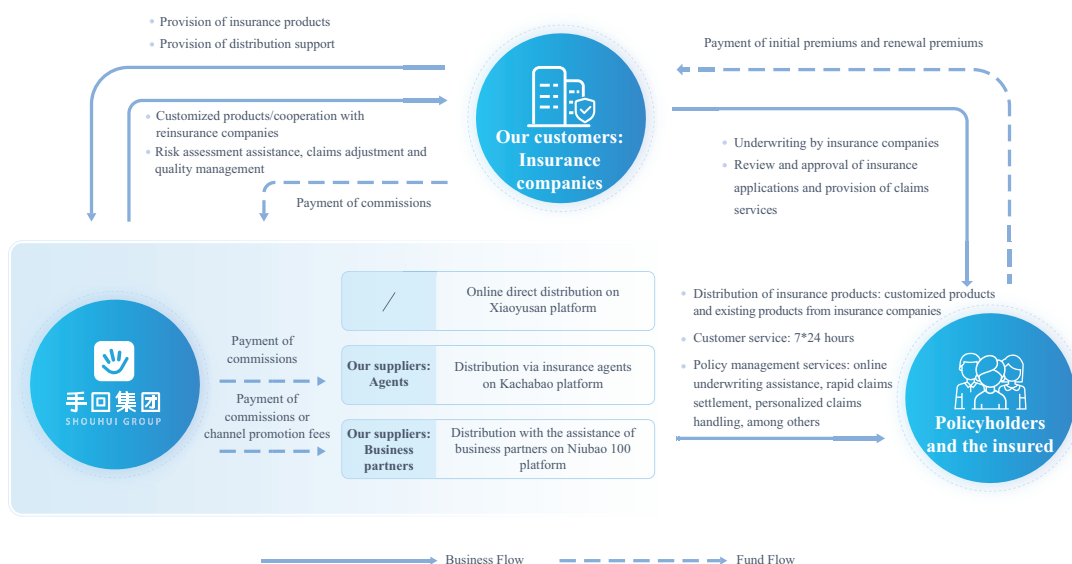 Provision of insurance products
Provision of distribution support
Payment of initial premiums and renewal premiums
Our customers:
Insurance
companies
Customized products/cooperation with
reinsurance companies
Risk assessment assistance, claims adjustment and
quality management
Payment of commissions
Underwriting by insurance companies
Review and approval of insurance
applications and provision of claims
services
手回集团
SHOUHUI GROUP
Payment of
commissions
Payment of
commissions or
channel promotion fees
/
Online direct distribution on
Xiaoyusan platform
Our suppliers:
Agents
Distribution via insurance agents
on Kachabao platform
Our suppliers:
Business
partners
Distribution with the assistance of
business partners on Niubao 100
platform
Distribution of insurance products: customized products
and existing products from insurance companies
Customer service: 7*24 hours
Policy management services: online
underwriting assistance, rapid claims
settlement, personalized claims
handling, among others
Policyholders
and the insured
Business Flow
Fund Flow